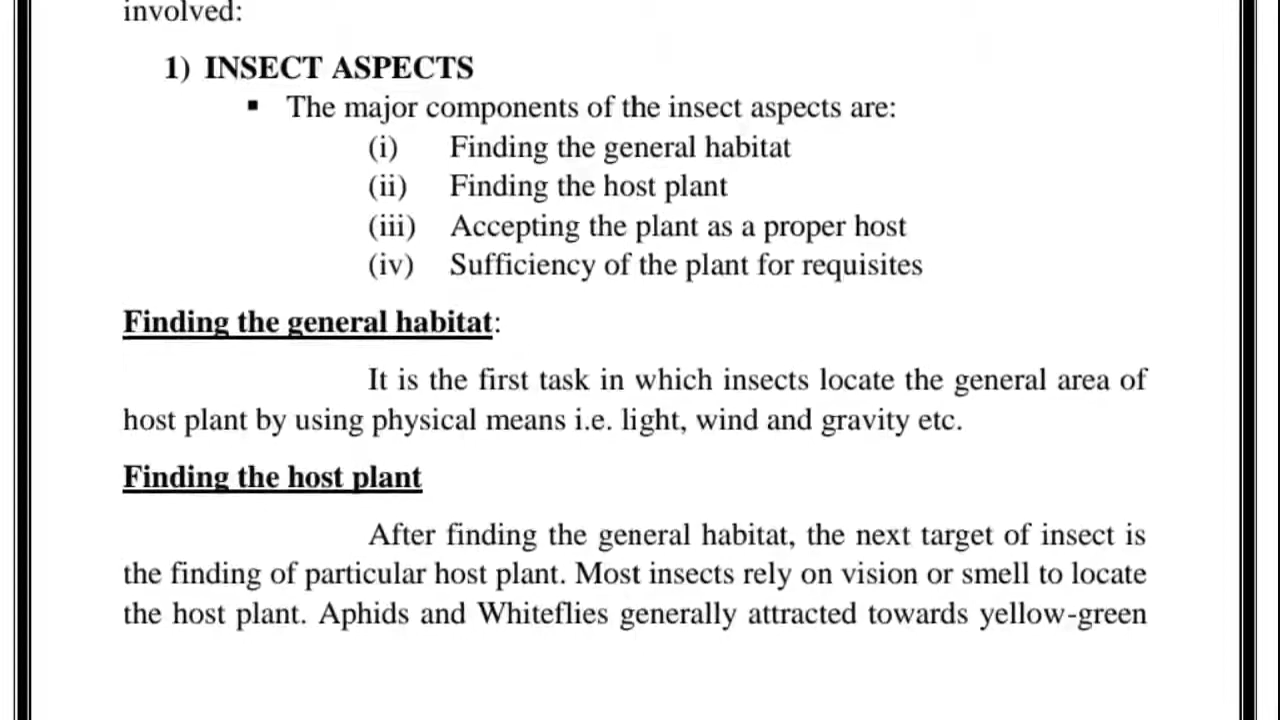 involved:
1) INSECT ASPECTS
▪ The major components of the insect aspects are:
(i) Finding the general habitat
(ii) Finding the host plant
(iii) Accepting the plant as a proper host
(iv) Sufficiency of the plant for requisites
Finding the general habitat:
It is the first task in which insects locate the general area of
host plant by using physical means i.e. light, wind and gravity etc.
Finding the host plant
After finding the general habitat, the next target of insect is
the finding of particular host plant. Most insects rely on vision or smell to locate
the host plant. Aphids and Whiteflies generally attracted towards yellow-green